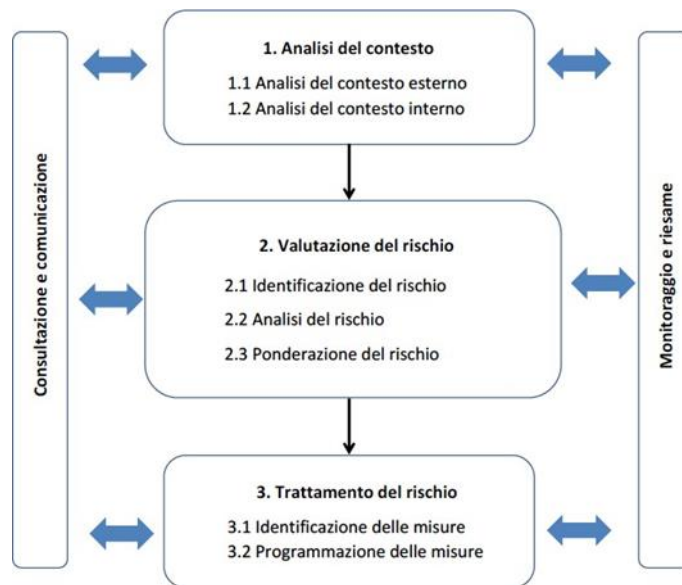 Consultazione e comunicazione
1. Analisi del contesto
1.1 Analisi del contesto esterno
1.2 Analisi del contesto interno
2. Valutazione del rischio
2.1 Identificazione del rischio
2.2 Analisi del rischio
2.3 Ponderazione del rischio
3. Trattamento del rischio
3.1 Identificazione delle misure
3.2 Programmazione delle misure
Monitoraggio e riesame